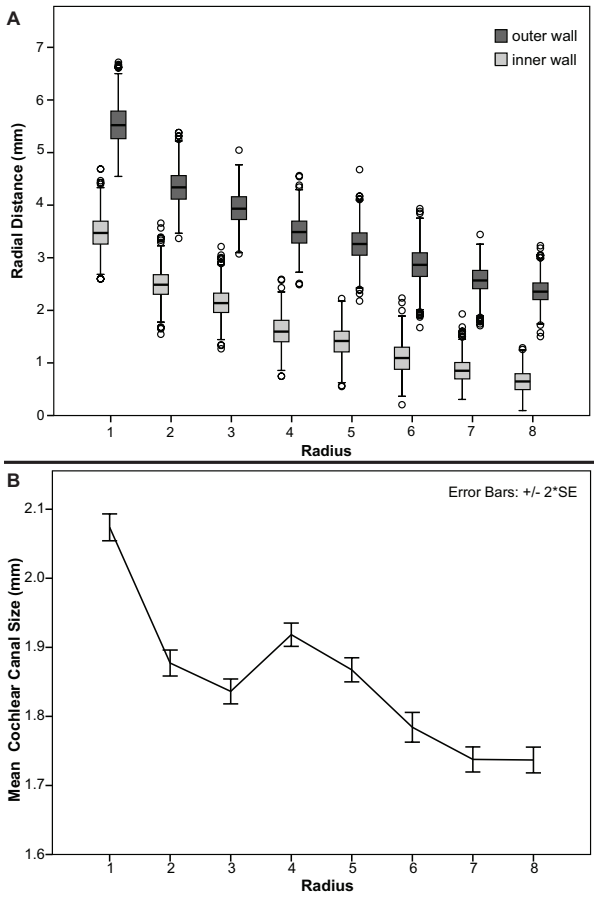 A
outer wall
inner wall
Radial Distance (mm)
7
6
5
4
3
2
1
0
1 2 3 4 5 6 7 8
Radius
B
Error Bars: +/- 2*SE
Mean Cochlear Canal Size (mm)
2.1
2.0
1.9
1.8
1.7
1.6
1 2 3 4 5 6 7 8
Radius